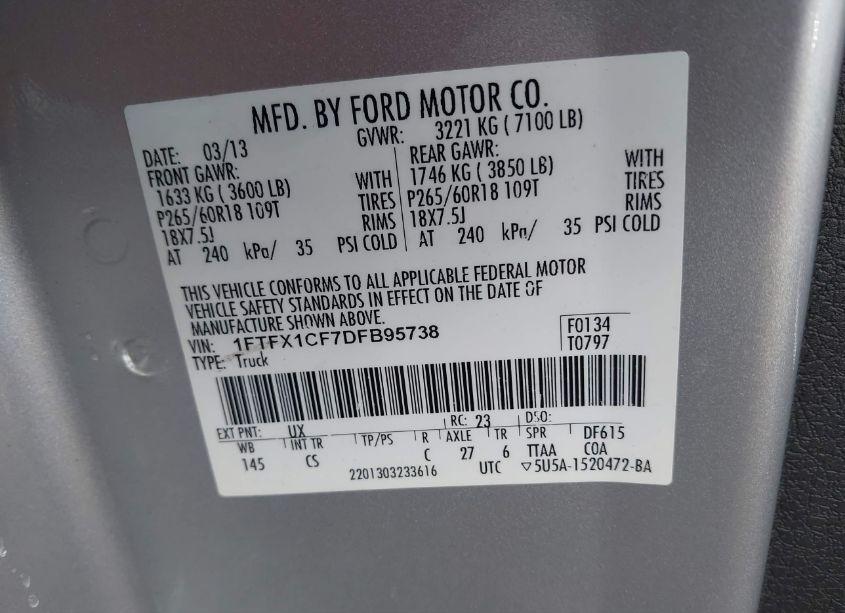 MFD. BY FORD MOTOR CO.
DATE: 03/13 GVWR: 3221 KG ( 7100 LB)
FRONT GAWR: REAR GAWR:
1633 KG ( 3600 LB) WITH 1746 KG ( 3850 LB) WITH
P265/60R18 109T TIRES P265/60R18 109T TIRES
18X7.5J RIMS 18X7.5J RIMS
AT 240 kPa/ 35 PSI COLD AT 240 kPa/ 35 PSI COLD
THIS VEHICLE CONFORMS TO ALL APPLICABLE FEDERAL MOTOR
VEHICLE SAFETY STANDARDS IN EFFECT ON THE DATE OF
MANUFACTURE SHOWN ABOVE.
VIN: 1FTFX1CF7DFB95738 F0134
TYPE: Truck T0797
EXT PNT: UX RC: 23 DSO:
WB INT TR TP/PS R AXLE TR SPR DF615
145 CS C 27 6 TTAA COA
2201303233616 UTC ▽5U5A-1520472-BA